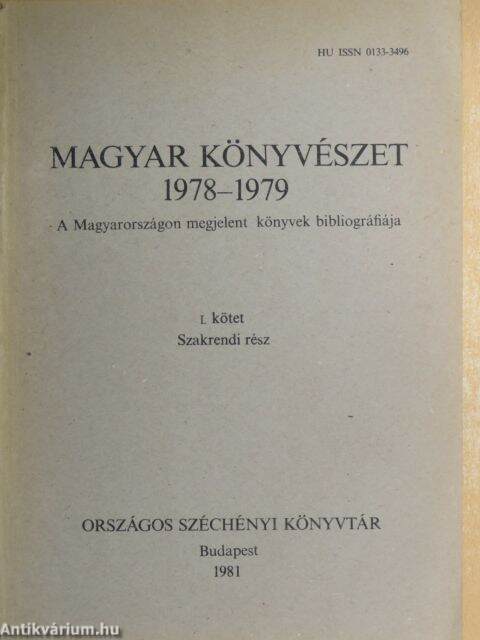 HU ISSN 0133-3496
MAGYAR KÖNYVÉSZET
1978–1979
A Magyarországon megjelent könyvek bibliográfiája
I. kötet
Szakrendi rész
ORSZÁGOS SZÉCHÉNYI KÖNYVTÁR
Budapest
1981
Antikvárium.hu